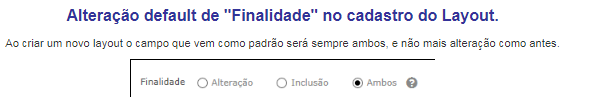 Alteração default de "Finalidade" no cadastro do Layout.
Ao criar um novo layout o campo que vem como padrão será sempre ambos, e não mais alteração como antes.
Finalidade Alteração Inclusão Ambos ?